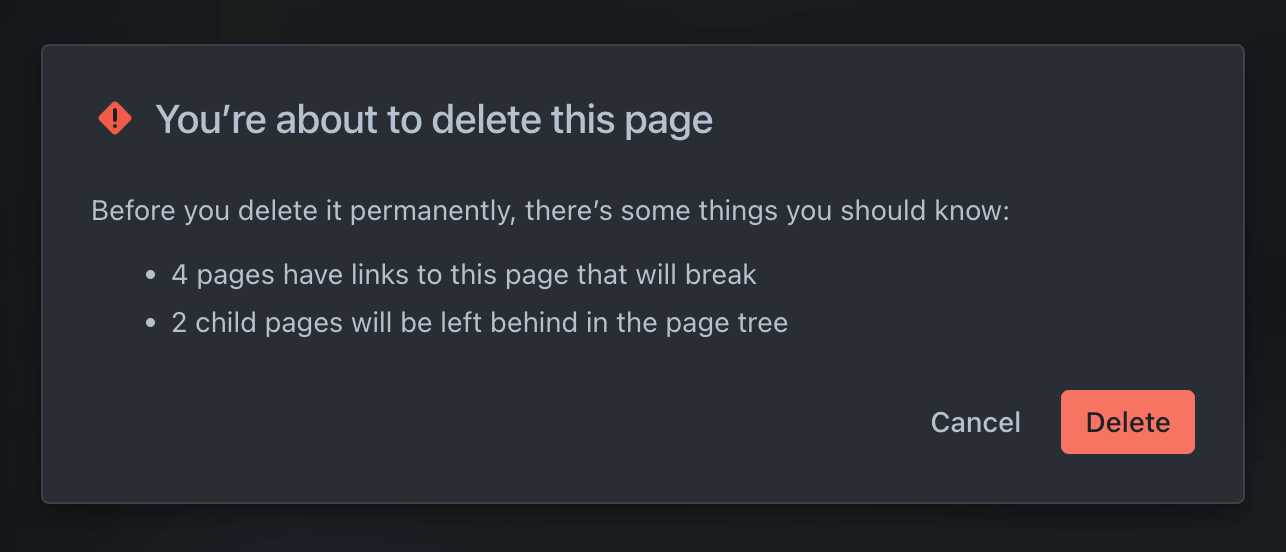 You’re about to delete this page
Before you delete it permanently, there’s some things you should know:
• 4 pages have links to this page that will break
• 2 child pages will be left behind in the page tree
Cancel Delete